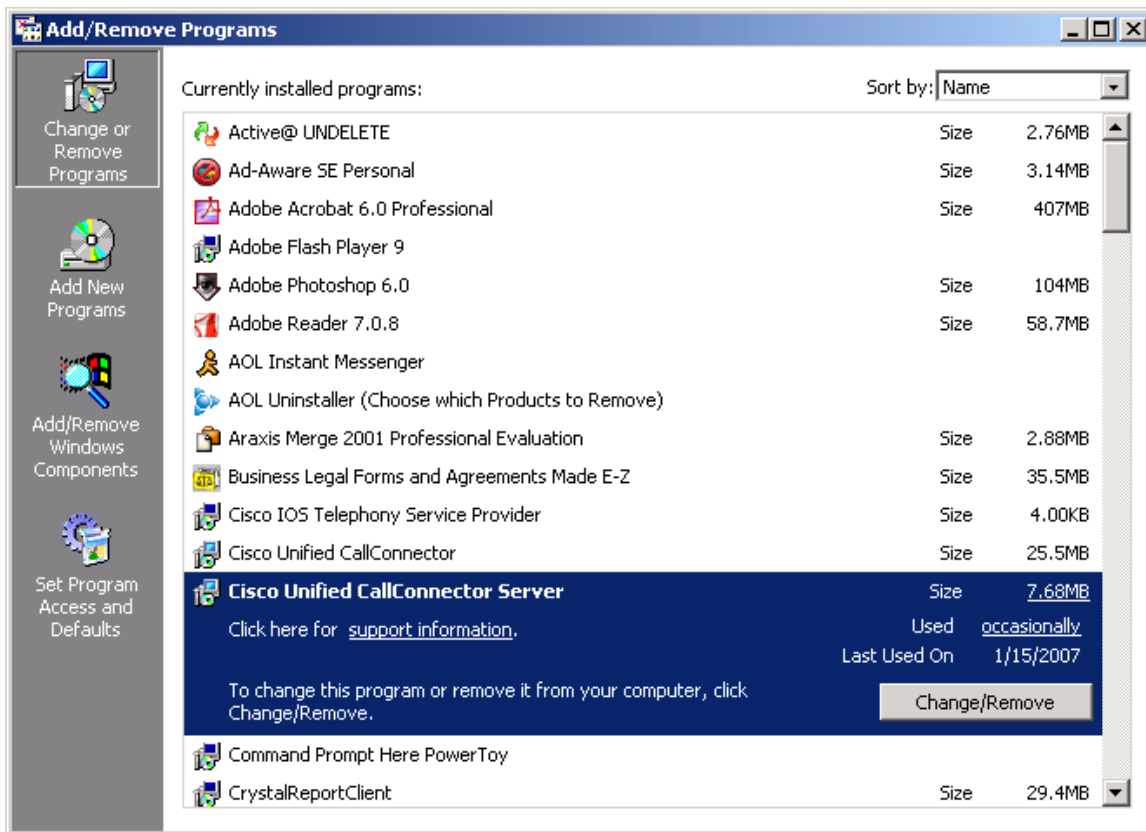 Add/Remove Programs
Currently installed programs: Sort by: Name
Change or Remove Programs
Add New Programs
Add/Remove Windows Components
Set Program Access and Defaults
Active@ UNDELETE Size 2.76MB
Ad-Aware SE Personal Size 3.14MB
Adobe Acrobat 6.0 Professional Size 407MB
Adobe Flash Player 9
Adobe Photoshop 6.0 Size 104MB
Adobe Reader 7.0.8 Size 58.7MB
AOL Instant Messenger
AOL Uninstaller (Choose which Products to Remove)
Araxis Merge 2001 Professional Evaluation Size 2.88MB
Business Legal Forms and Agreements Made E-Z Size 35.5MB
Cisco IOS Telephony Service Provider Size 4.00KB
Cisco Unified CallConnector Size 25.5MB
Cisco Unified CallConnector Server Size 7.68MB
Click here for support information. Used occasionally
Last Used On 1/15/2007
To change this program or remove it from your computer, click
Change/Remove. Change/Remove
Command Prompt Here PowerToy
CrystalReportClient Size 29.4MB